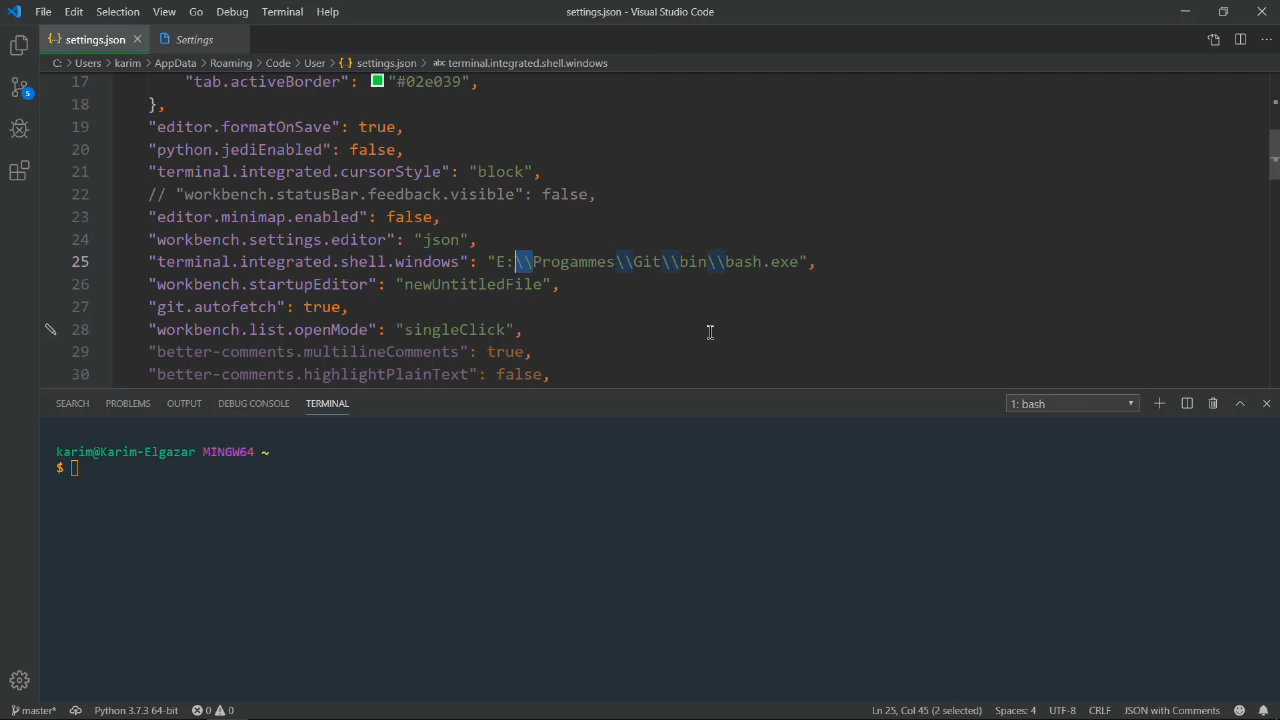 File Edit Selection View Go Debug Terminal Help settings.json - Visual Studio Code
{·} settings.json × Settings
C: > Users > karim > AppData > Roaming > Code > User > {·} settings.json > abc terminal.integrated.shell.windows
17 "tab.activeBorder": "#02e039",
18 },
19 "editor.formatOnSave": true,
20 "python.jediEnabled": false,
21 "terminal.integrated.cursorStyle": "block",
22 // "workbench.statusBar.feedback.visible": false,
23 "editor.minimap.enabled": false,
24 "workbench.settings.editor": "json",
25 "terminal.integrated.shell.windows": "E:\\Progammes\\Git\\bin\\bash.exe",
26 "workbench.startupEditor": "newUntitledFile",
27 "git.autofetch": true,
28 "workbench.list.openMode": "singleClick",
29 "better-comments.multilineComments": true,
30 "better-comments.highlightPlainText": false,
5
SEARCH PROBLEMS OUTPUT DEBUG CONSOLE TERMINAL 1: bash
karim@Karim-Elgazar MINGW64 ~
$
master* Python 3.7.3 64-bit 0 0 Ln 25, Col 45 (2 selected) Spaces: 4 UTF-8 CRLF JSON with Comments